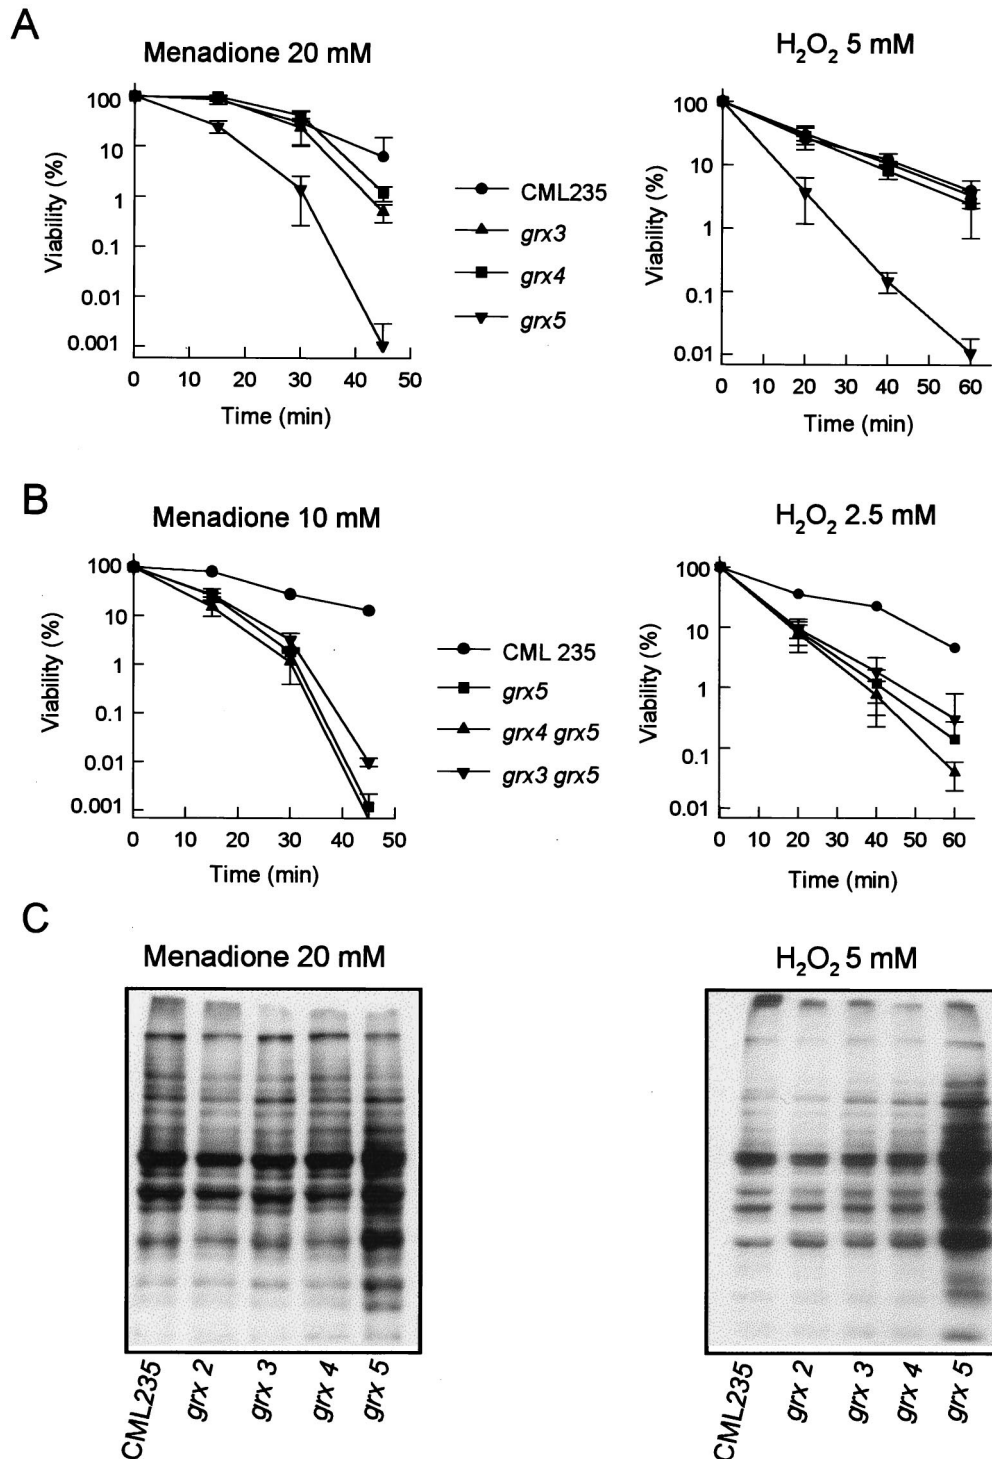 A
Menadione 20 mM
Viability (%)
100
10
1
0.1
0.01
0.001
0 10 20 30 40 50
Time (min)
CML235
grx3
grx4
grx5
H₂O₂ 5 mM
Viability (%)
100
10
1
0.1
0.01
0 10 20 30 40 50 60
Time (min)
B
Menadione 10 mM
Viability (%)
100
10
1
0.1
0.01
0.001
0 10 20 30 40 50
Time (min)
CML 235
grx5
grx4 grx5
grx3 grx5
H₂O₂ 2.5 mM
Viability (%)
100
10
1
0.1
0.01
0 10 20 30 40 50 60
Time (min)
C
Menadione 20 mM
CML235
grx 2
grx 3
grx 4
grx 5
H₂O₂ 5 mM
CML235
grx 2
grx 3
grx 4
grx 5